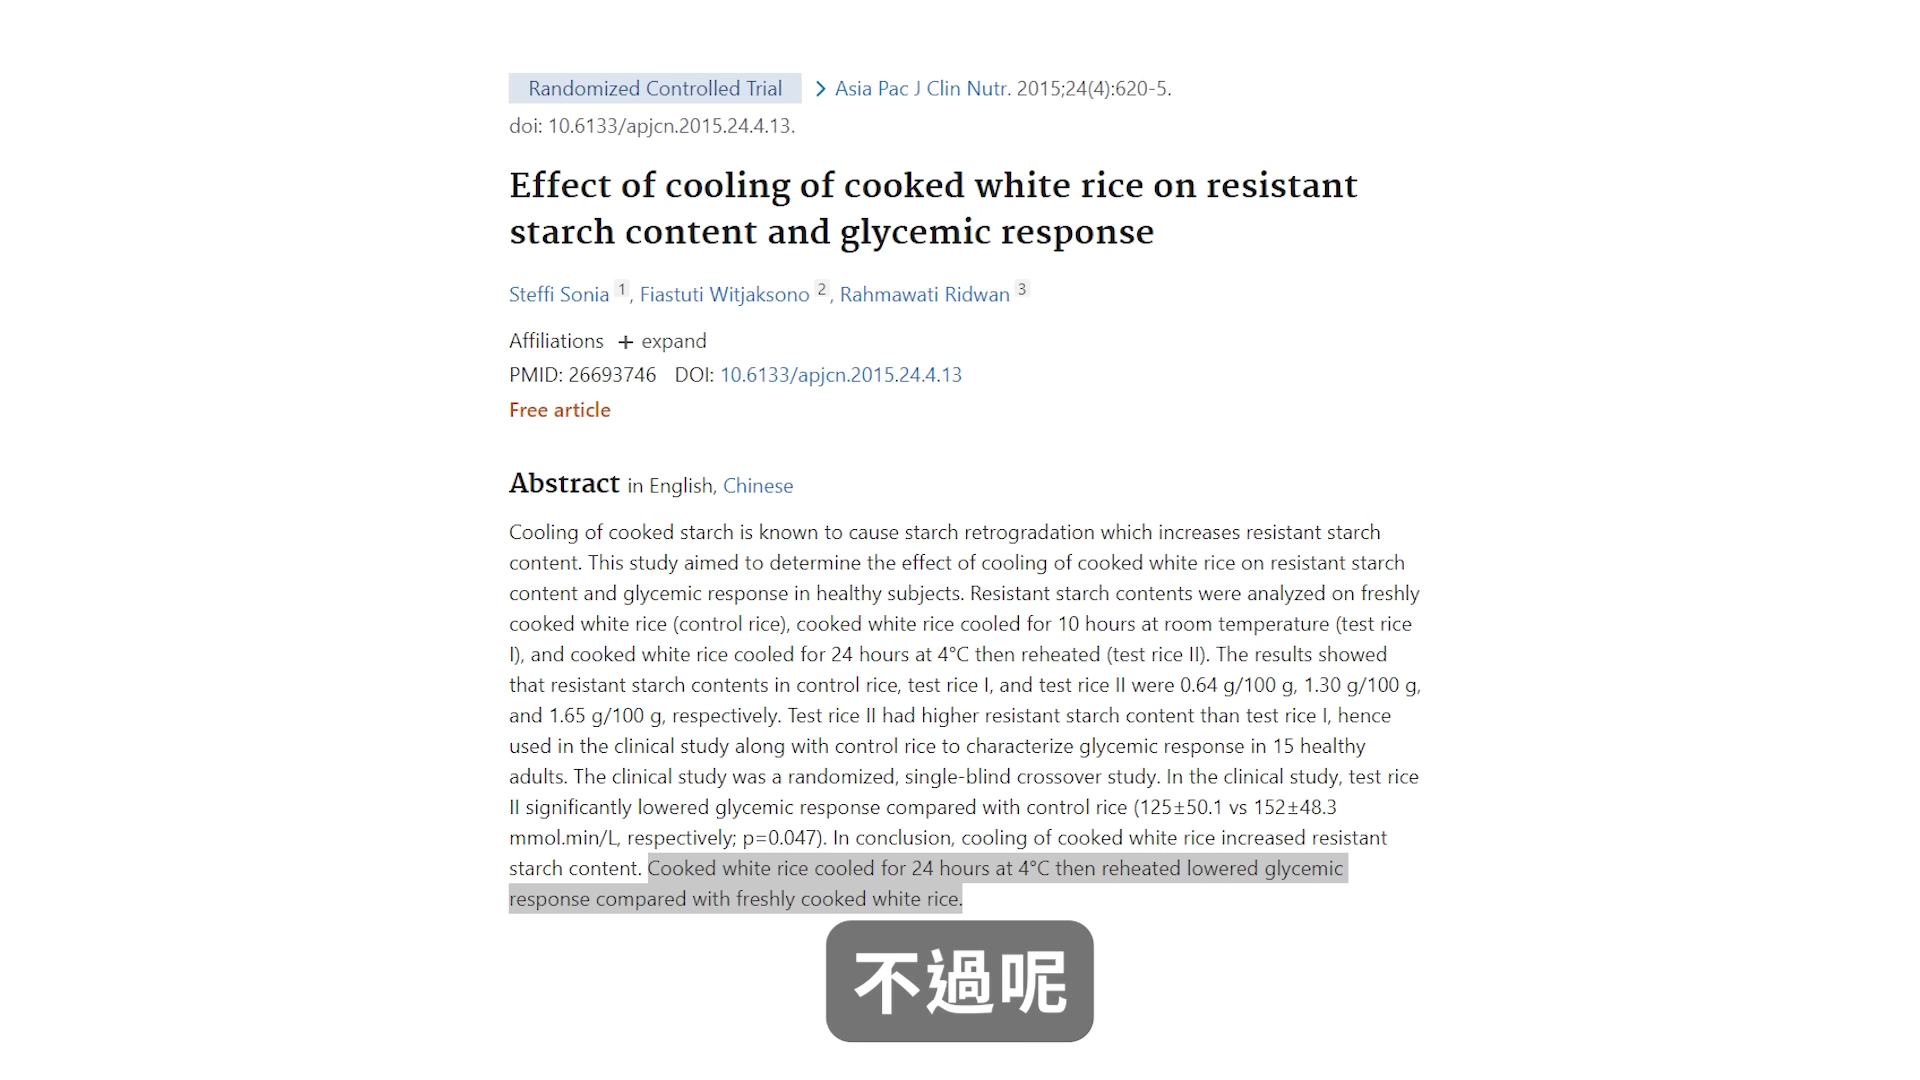 Randomized Controlled Trial > Asia Pac J Clin Nutr. 2015;24(4):620-5.
doi: 10.6133/apjcn.2015.24.4.13.
Effect of cooling of cooked white rice on resistant
starch content and glycemic response
Steffi Sonia 1, Fiastuti Witjaksono 2, Rahmawati Ridwan 3
Affiliations + expand
PMID: 26693746 DOI: 10.6133/apjcn.2015.24.4.13
Free article
Abstract in English, Chinese
Cooling of cooked starch is known to cause starch retrogradation which increases resistant starch
content. This study aimed to determine the effect of cooling of cooked white rice on resistant starch
content and glycemic response in healthy subjects. Resistant starch contents were analyzed on freshly
cooked white rice (control rice), cooked white rice cooled for 10 hours at room temperature (test rice
I), and cooked white rice cooled for 24 hours at 4°C then reheated (test rice II). The results showed
that resistant starch contents in control rice, test rice I, and test rice II were 0.64 g/100 g, 1.30 g/100 g,
and 1.65 g/100 g, respectively. Test rice II had higher resistant starch content than test rice I, hence
used in the clinical study along with control rice to characterize glycemic response in 15 healthy
adults. The clinical study was a randomized, single-blind crossover study. In the clinical study, test rice
II significantly lowered glycemic response compared with control rice (125±50.1 vs 152±48.3
mmol.min/L, respectively; p=0.047). In conclusion, cooling of cooked white rice increased resistant
starch content. Cooked white rice cooled for 24 hours at 4°C then reheated lowered glycemic
response compared with freshly cooked white rice.
不過呢